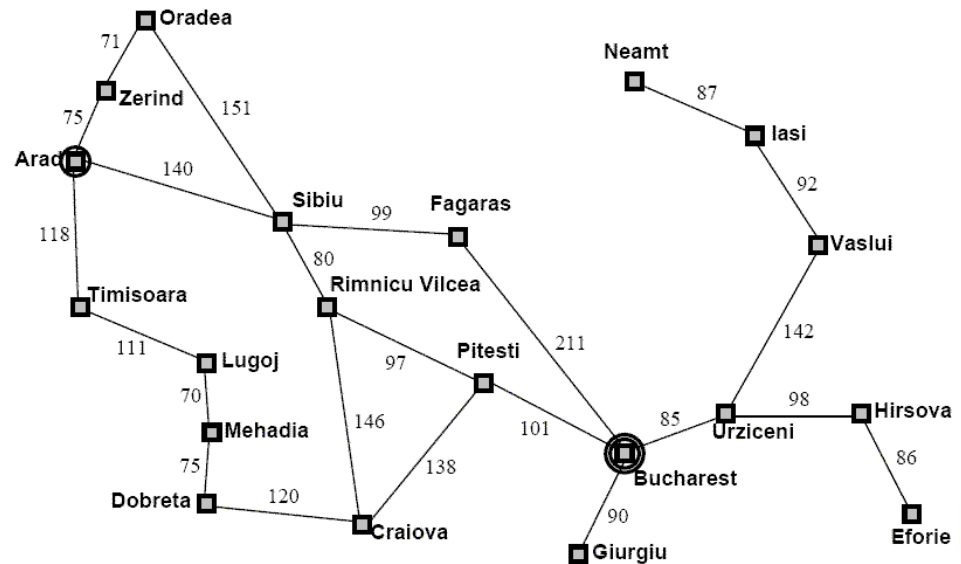 Oradea
71
Neamt
Zerind
87
151
75
Iasi
Arad
140
92
Sibiu
99
Fagaras
118
80
Vaslui
Rimnicu Vilcea
Timisoara
142
111
211
Lugoj
97
Pitesti
70
98
Hirsova
146
85
Mehadia
101
Urziceni
75
138
86
Bucharest
Dobreta
120
90
Craiova
Eforie
Giurgiu